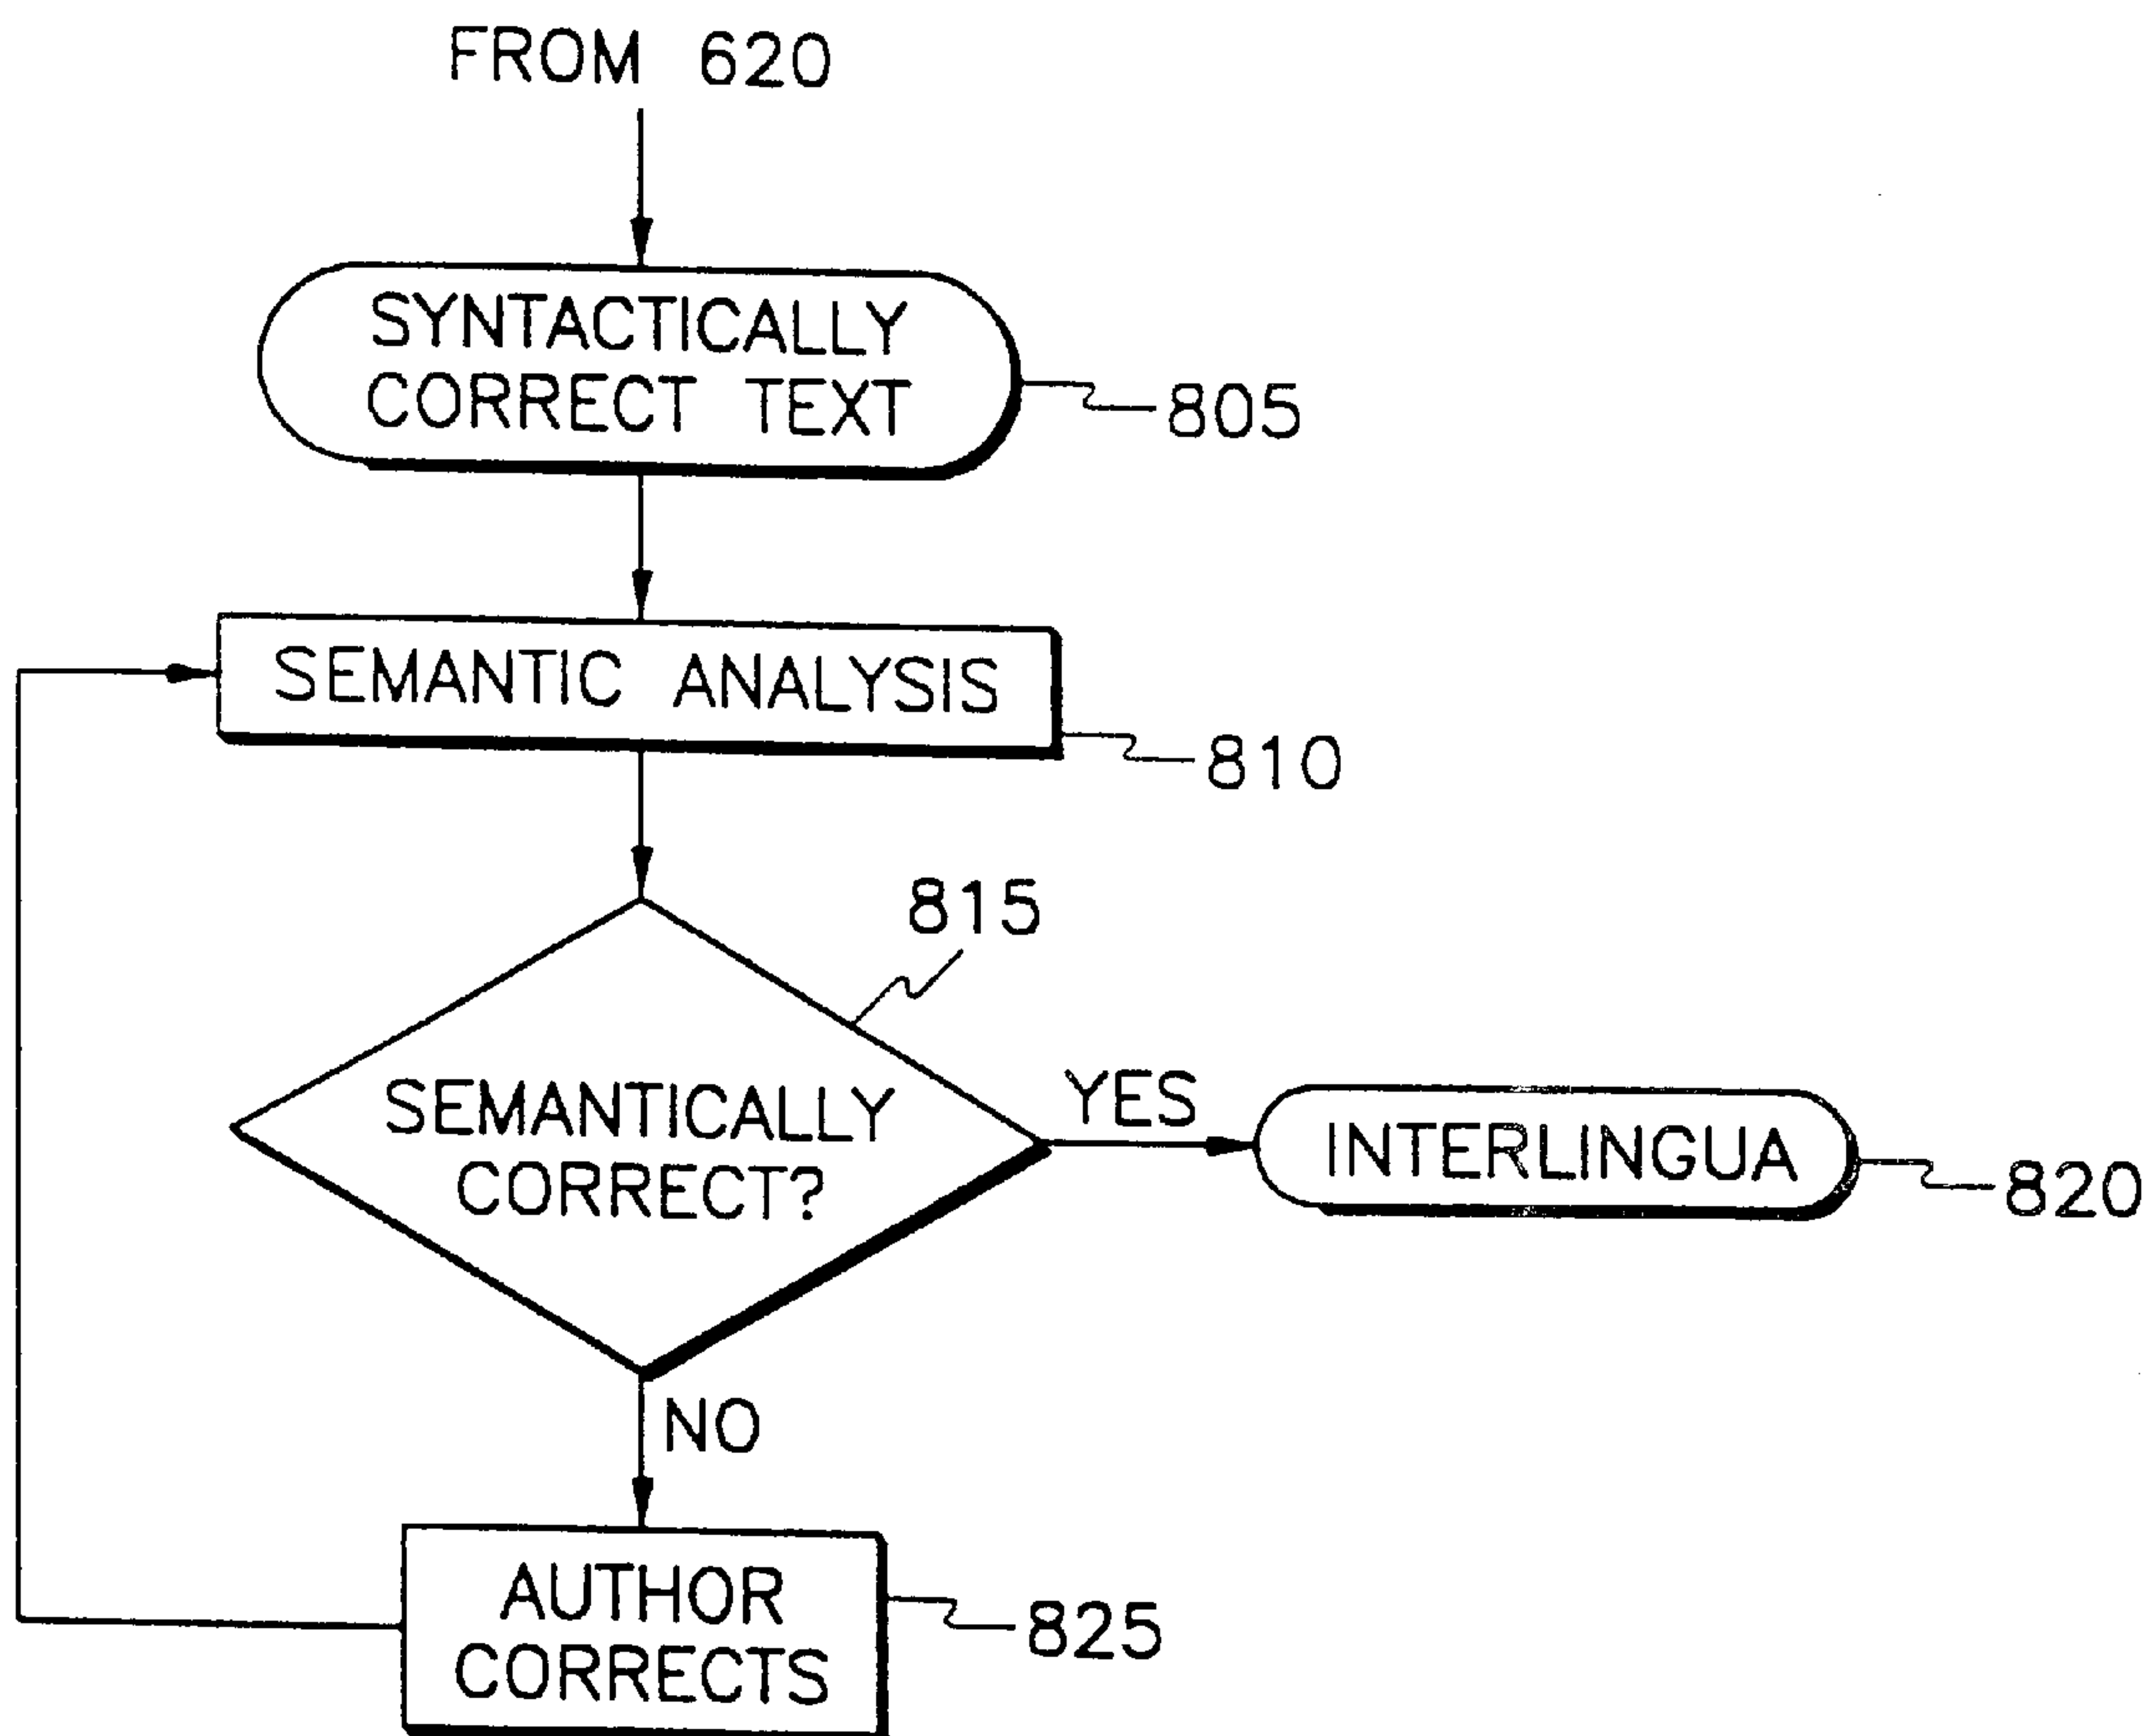 FROM 620
SYNTACTICALLY
CORRECT TEXT
805
SEMANTIC ANALYSIS
810
815
SEMANTICALLY
CORRECT?
YES
INTERLINGUA
820
NO
AUTHOR
CORRECTS
825